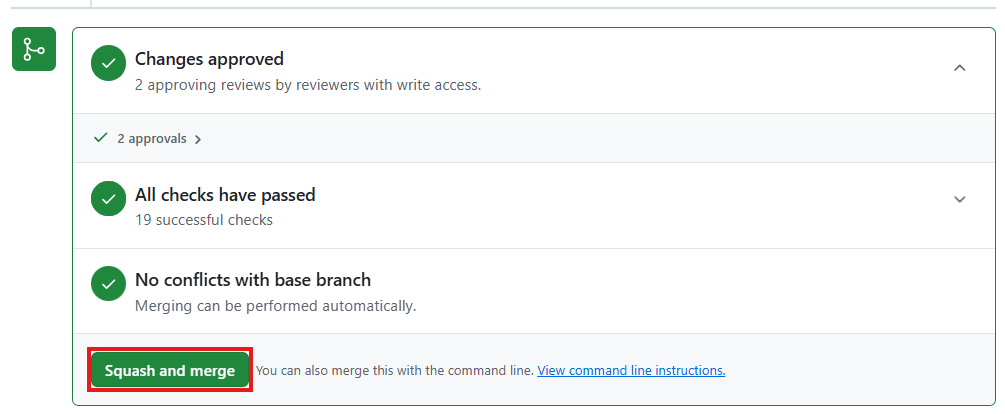 Changes approved
2 approving reviews by reviewers with write access.
2 approvals
All checks have passed
19 successful checks
No conflicts with base branch
Merging can be performed automatically.
Squash and merge You can also merge this with the command line. View command line instructions.